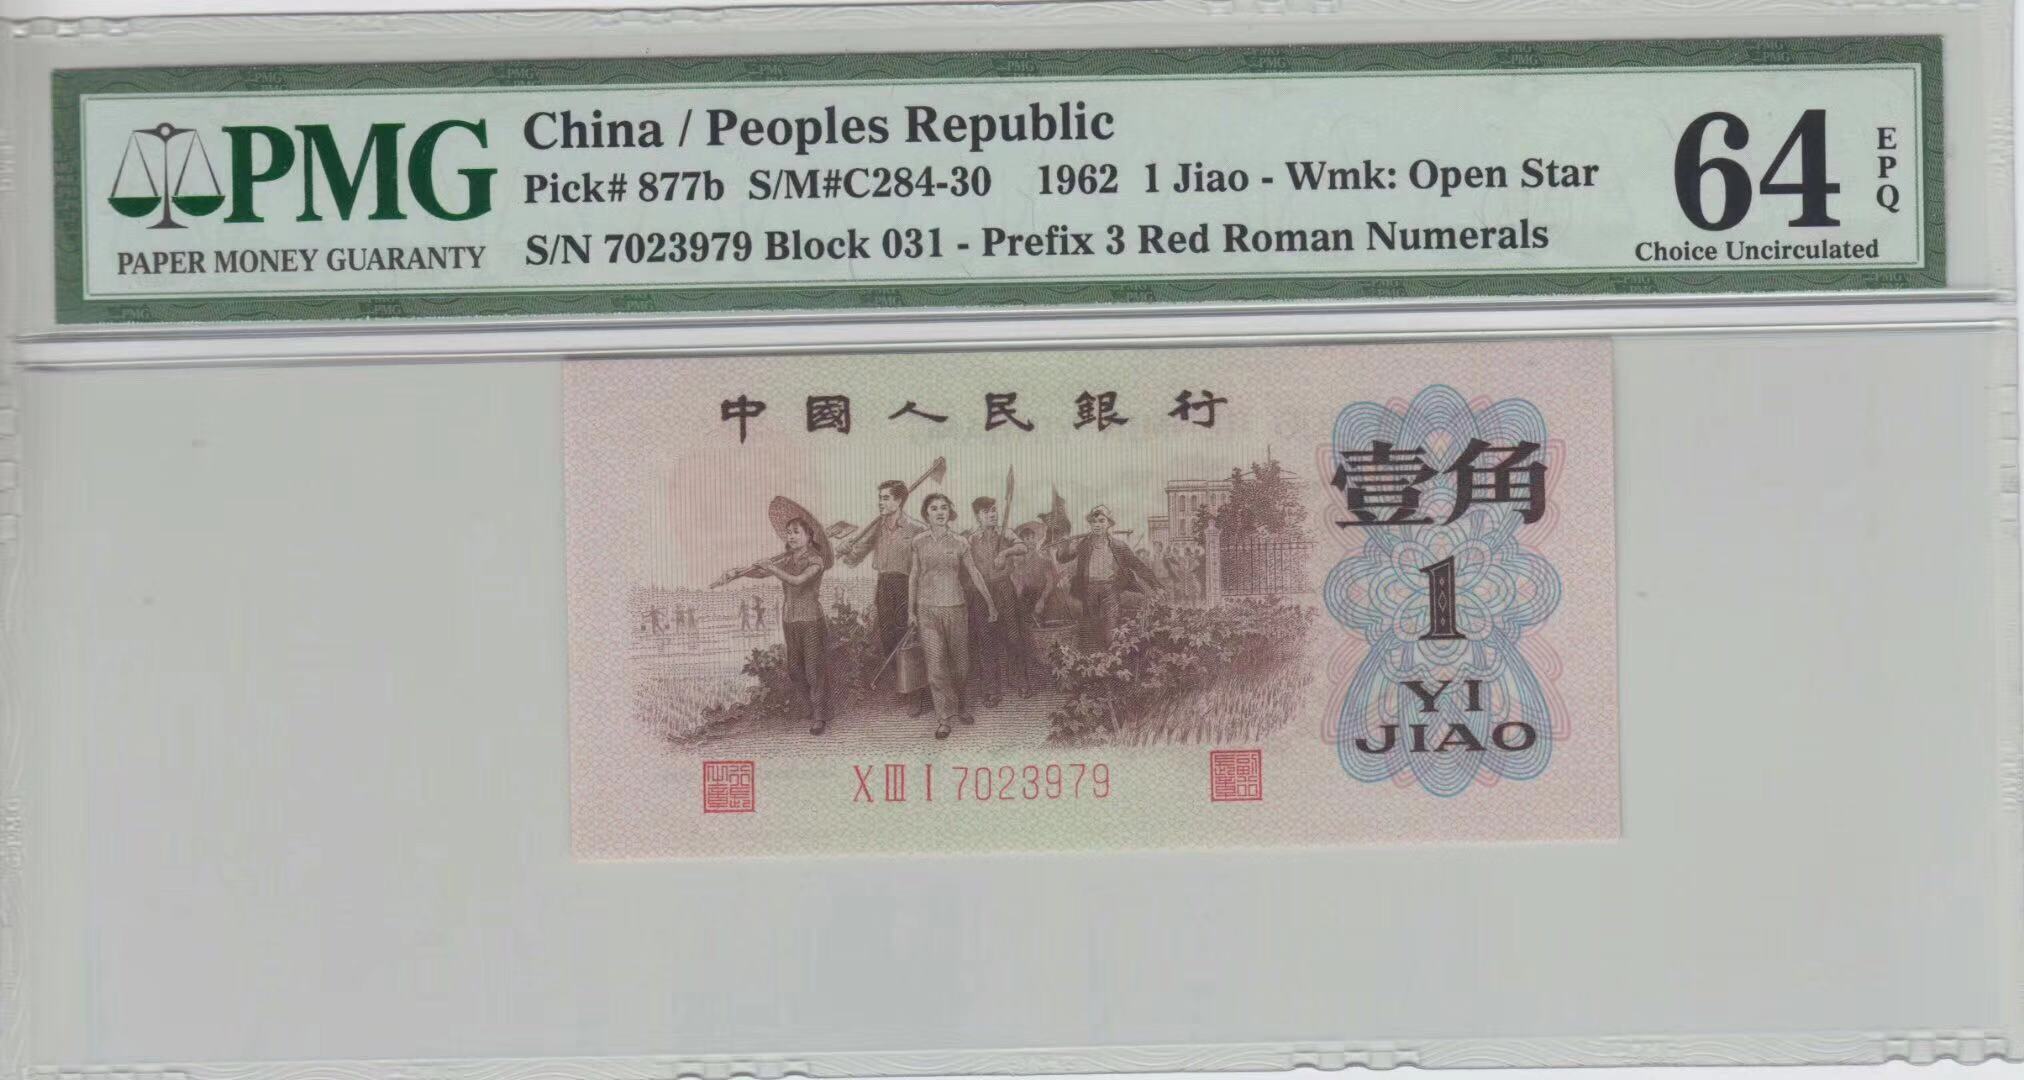 PMG
PAPER MONEY GUARANTY
China / Peoples Republic
Pick# 877b S/M#C284-30 1962 1 Jiao - Wmk: Open Star
S/N 7023979 Block 031 - Prefix 3 Red Roman Numerals
64
EPQ
Choice Uncirculated
中國人民銀行
壹角
1
YI
JIAO
X III I 7023979